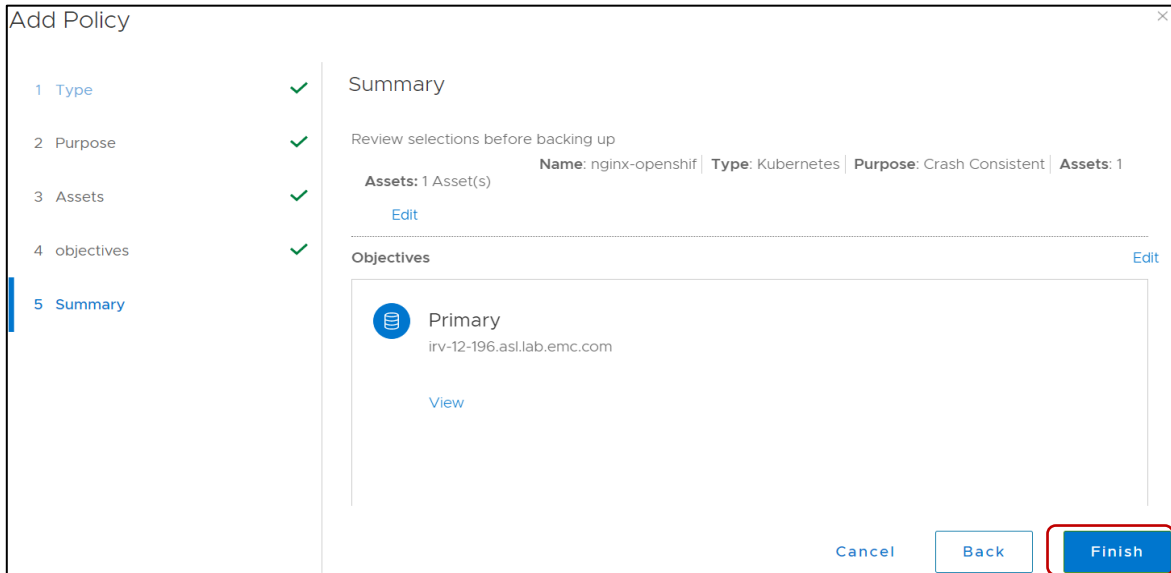 Add Policy
×
1 Type
2 Purpose
3 Assets
4 objectives
5 Summary
Summary
Review selections before backing up
Name: nginx-openshif | Type: Kubernetes | Purpose: Crash Consistent | Assets: 1
Assets: 1 Asset(s)
Edit
Objectives
Edit
Primary
irv-12-196.asl.lab.emc.com
View
Cancel
Back
Finish